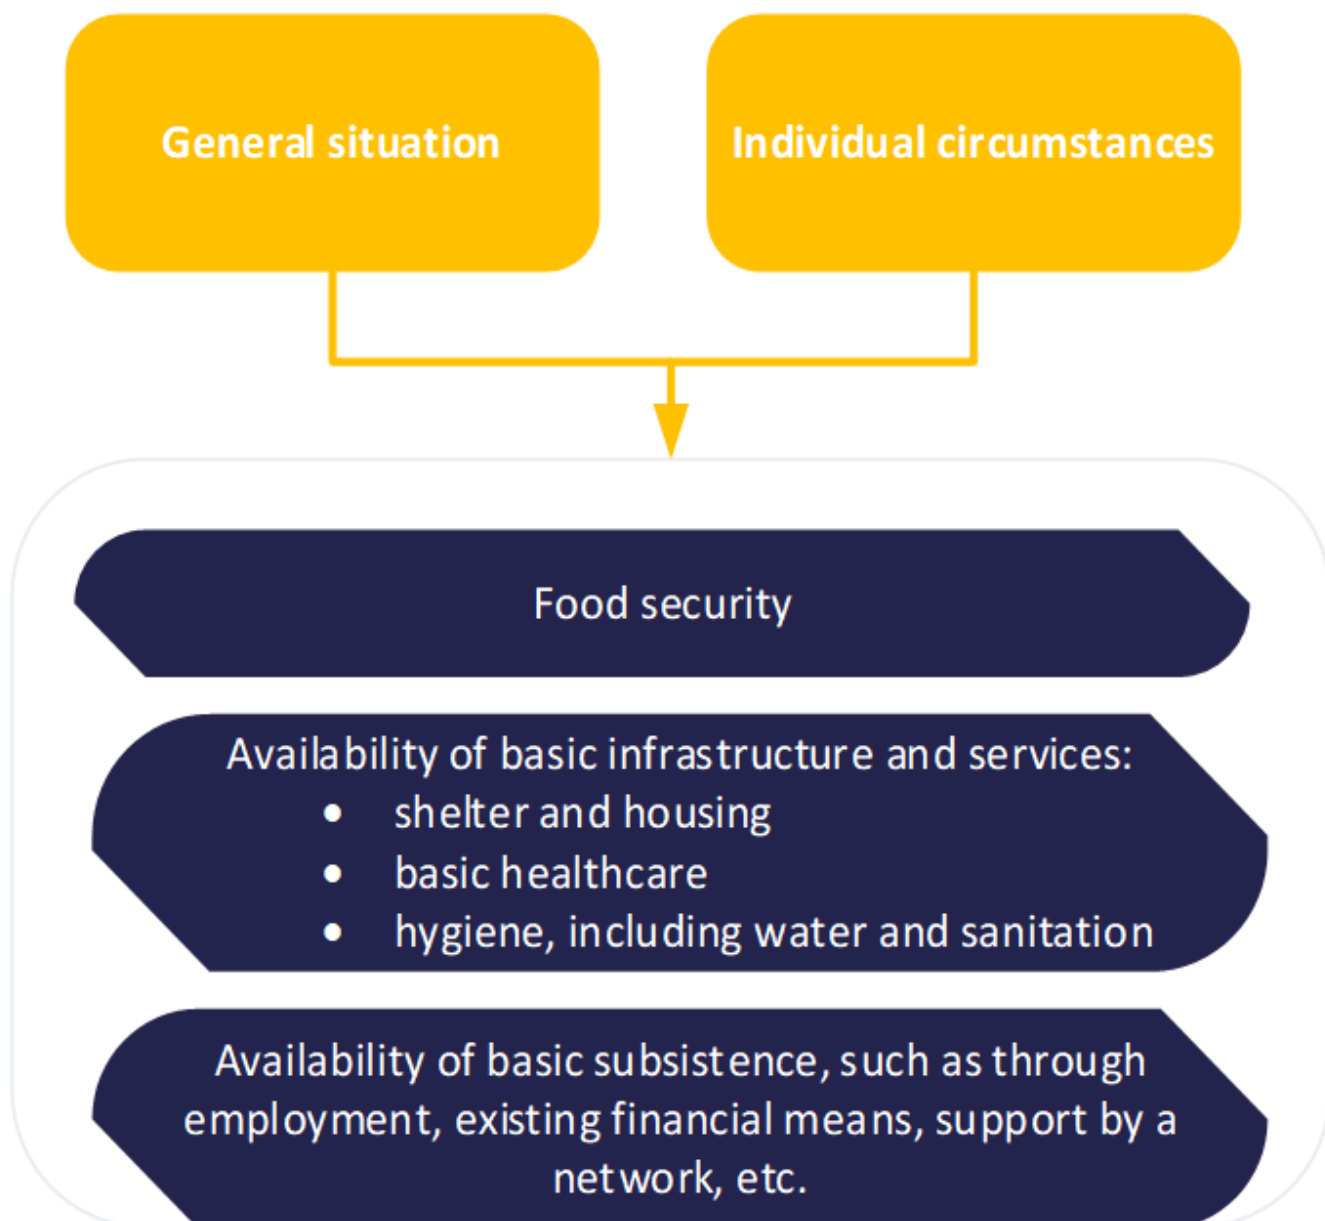 General situation
Individual circumstances
Food security
Availability of basic infrastructure and services:
• shelter and housing
• basic healthcare
• hygiene, including water and sanitation
Availability of basic subsistence, such as through
employment, existing financial means, support by a
network, etc.